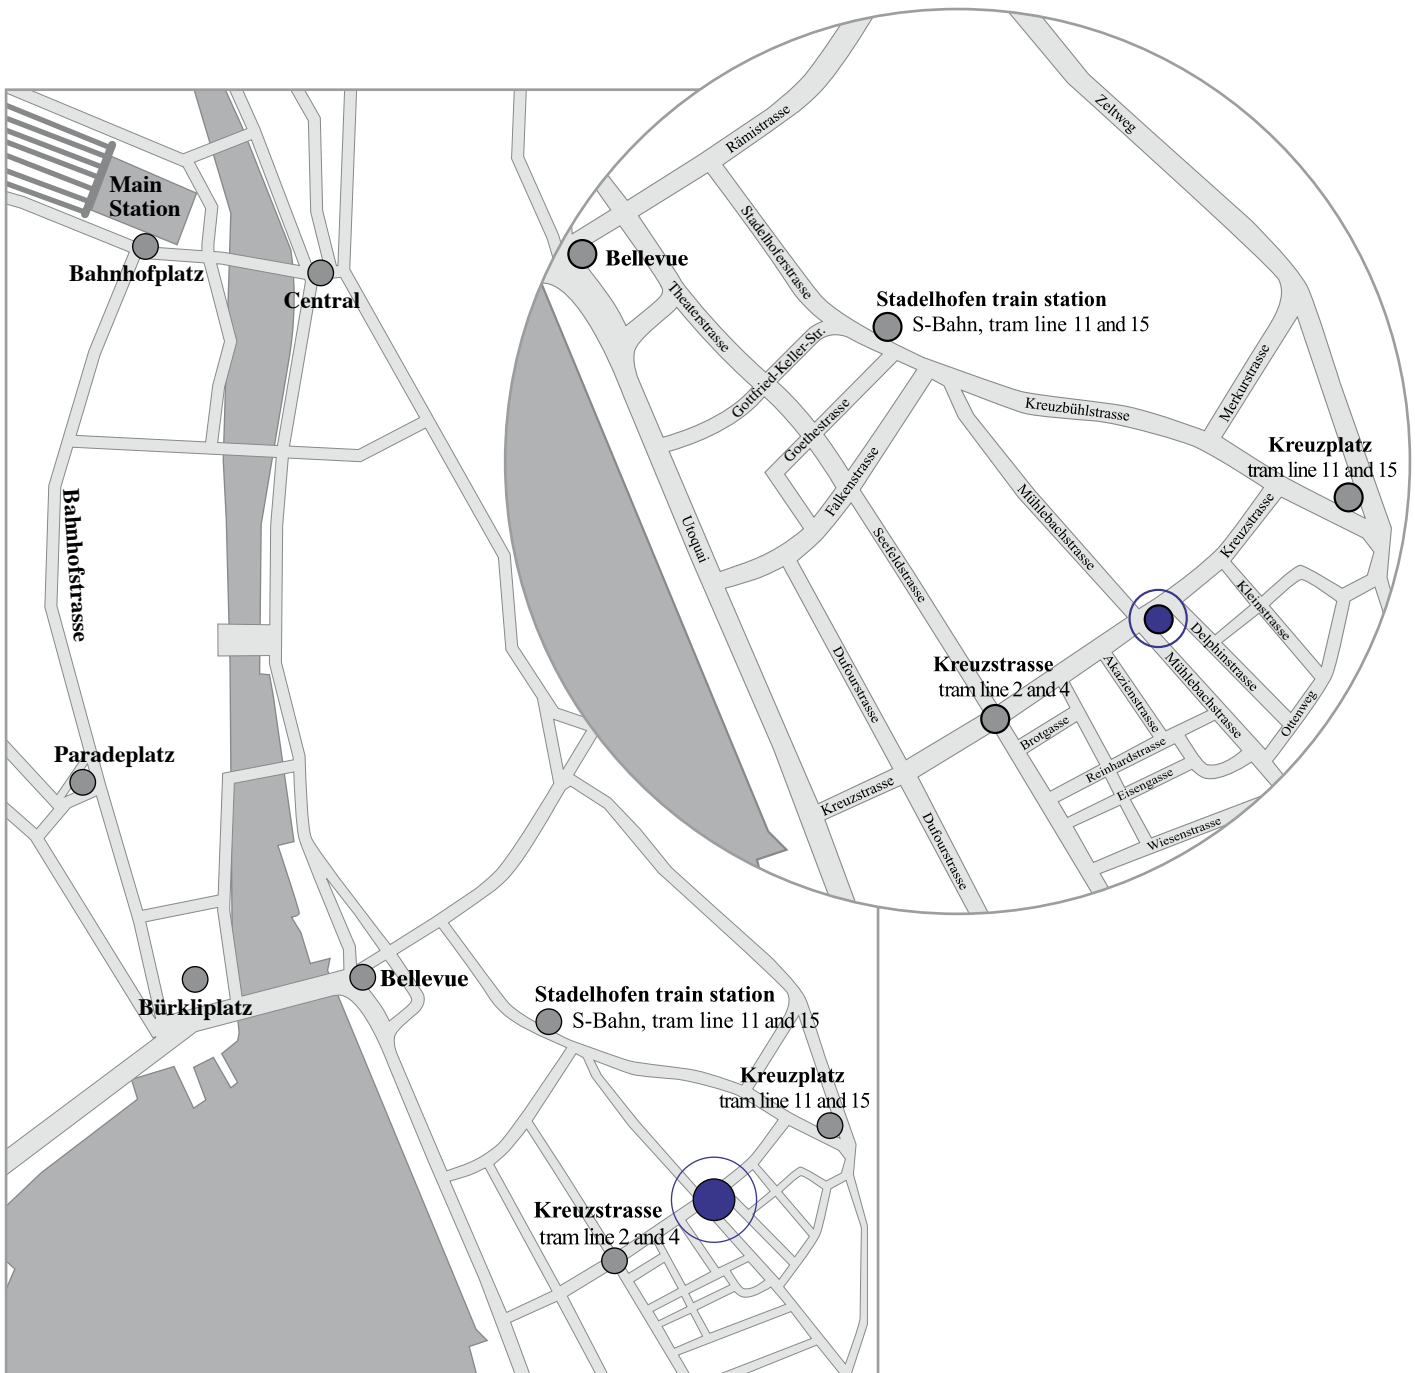 Rämistrasse
Zeltweg
Main
Station
Bahnhofplatz
Central
Bellevue
Stadelhoferstrasse
Theaterstrasse
Stadelhofen train station
S-Bahn, tram line 11 and 15
Gottfried-Keller-Str.
Goethestrasse
Merkurstrasse
Kreuzbühlstrasse
Kreuzplatz
tram line 11 and 15
Falkenstrasse
Utoquai
Seefeldstrasse
Mühlebachstrasse
Kreuzstrasse
Kleinstrasse
Delphinstrasse
Mühlebachstrasse
Akazienstrasse
Ottenweg
Kreuzstrasse
tram line 2 and 4
Dufourstrasse
Brotgasse
Reinhardstrasse
Eisengasse
Wiesenstrasse
Kreuzstrasse
Dufourstrasse
Bahnhofstrasse
Paradeplatz
Bürkliplatz
Bellevue
Stadelhofen train station
S-Bahn, tram line 11 and 15
Kreuzplatz
tram line 11 and 15
Kreuzstrasse
tram line 2 and 4